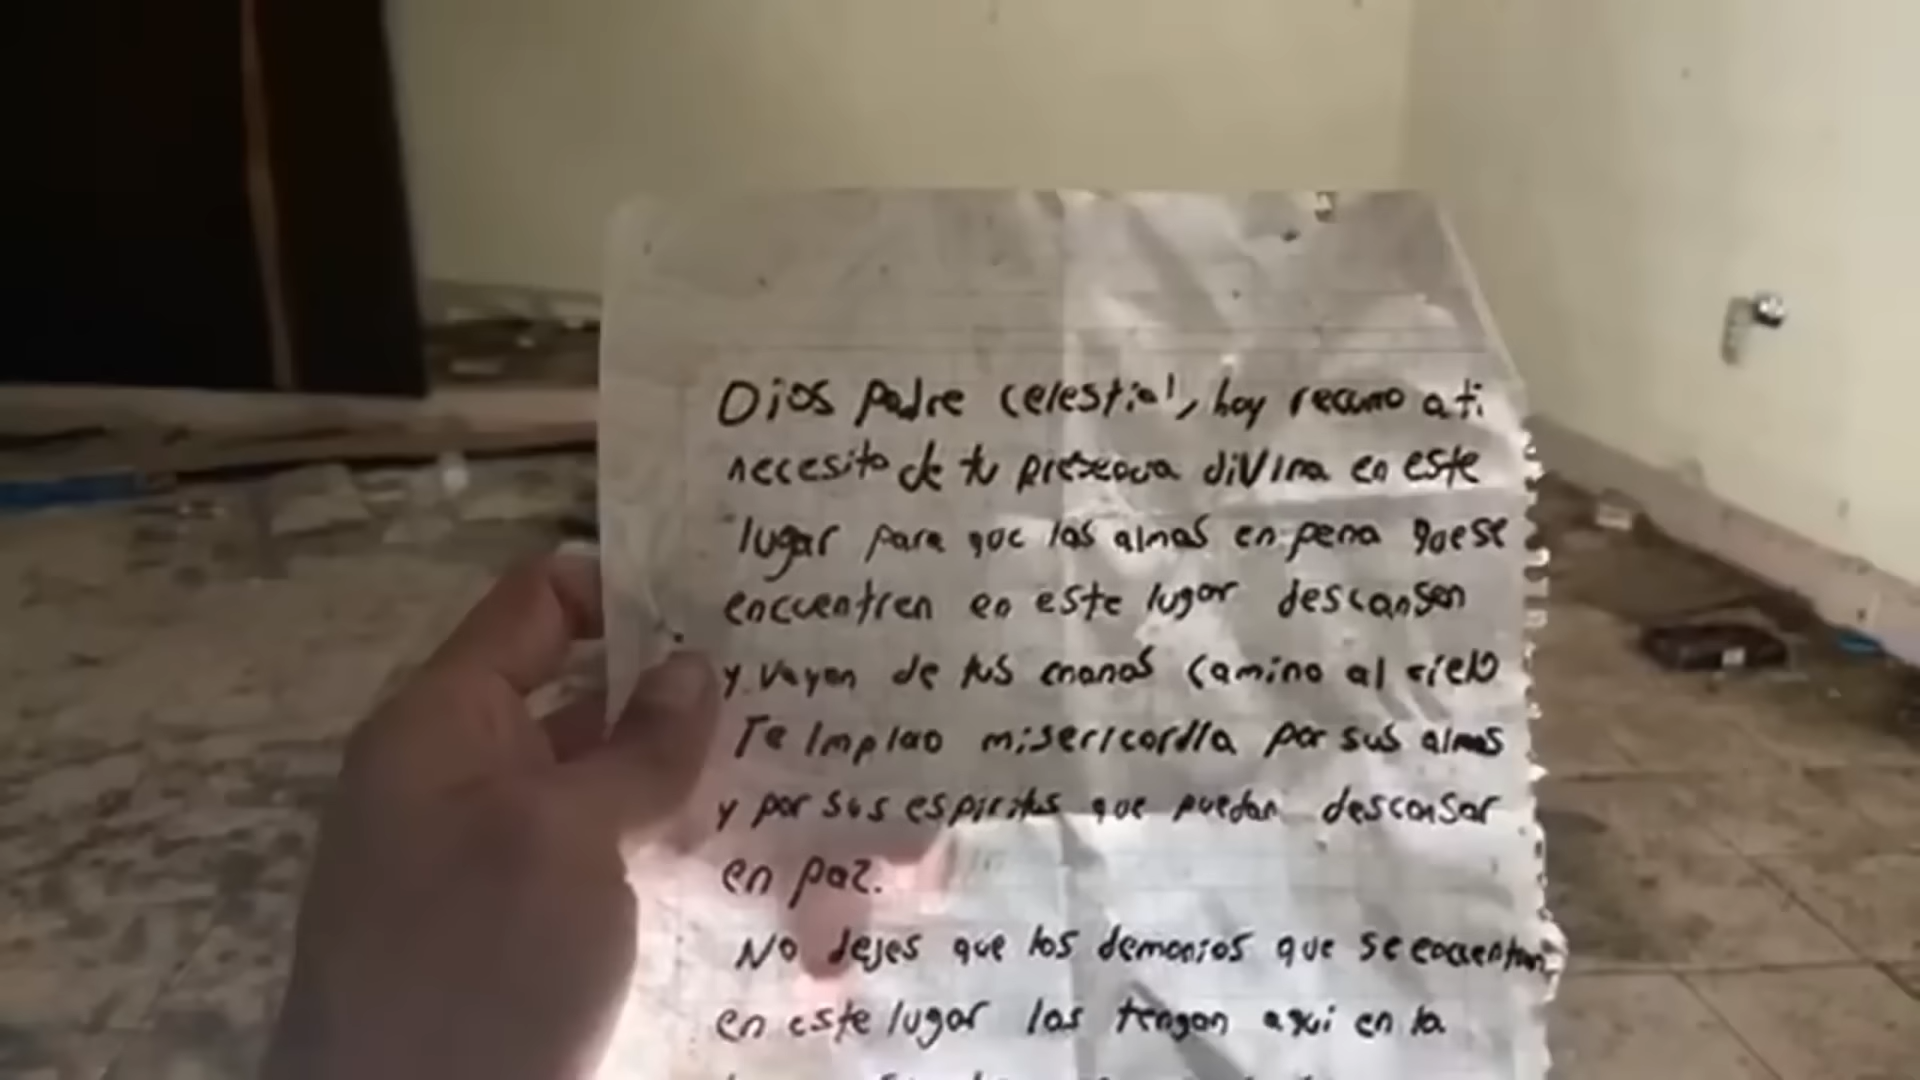 Dios padre celestial, hoy recurro a ti
necesito de tu presencia divina en este
lugar para que las almas en pena que se
encuentren en este lugar descansen
y vayan de tus manos camino al cielo
Te Imploro misericordia por sus almas
y por sus espiritus que puedan descansar
en paz.
No dejes que los demonios que se encuentran
en este lugar las tengan aqui en la